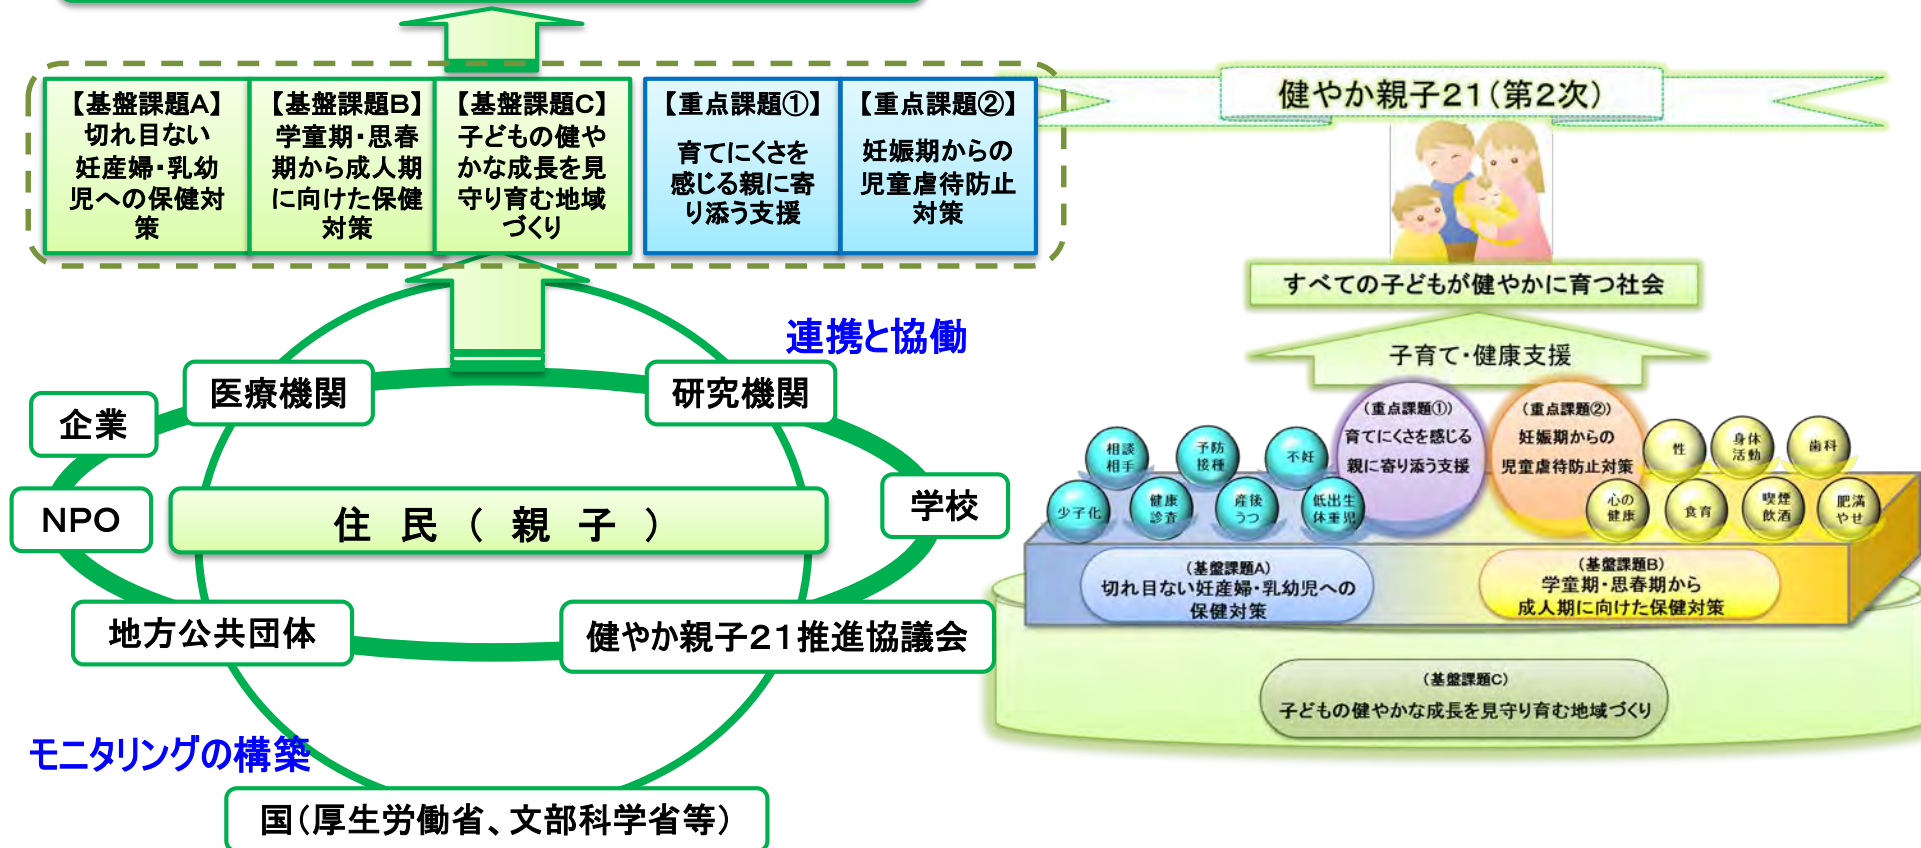 【基盤課題A】
切れ目ない
妊産婦・乳幼
児への保健対
策
【基盤課題B】
学童期・思春
期から成人期
に向けた保健
対策
【基盤課題C】
子どもの健や
かな成長を見
守り育む地域
づくり
【重点課題①】
育てにくさを
感じる親に寄
り添う支援
【重点課題②】
妊娠期からの
児童虐待防止
対策
連携と協働
医療機関
研究機関
企業
NPO
学校
住民(親子)
地方公共団体
健やか親子21推進協議会
モニタリングの構築
国(厚生労働省、文部科学省等)
健やか親子21(第2次)
すべての子どもが健やかに育つ社会
子育て・健康支援
(重点課題①)
育てにくさを感じる
親に寄り添う支援
(重点課題②)
妊娠期からの
児童虐待防止対策
相談
相手
予防
接種
不妊
少子化
健康
診査
産後
うつ
低出生
体重児
性
身体
活動
歯科
心の
健康
食育
喫煙
飲酒
肥満
やせ
(基盤課題A)
切れ目ない妊産婦・乳幼児への
保健対策
(基盤課題B)
学童期・思春期から
成人期に向けた保健対策
(基盤課題C)
子どもの健やかな成長を見守り育む地域づくり